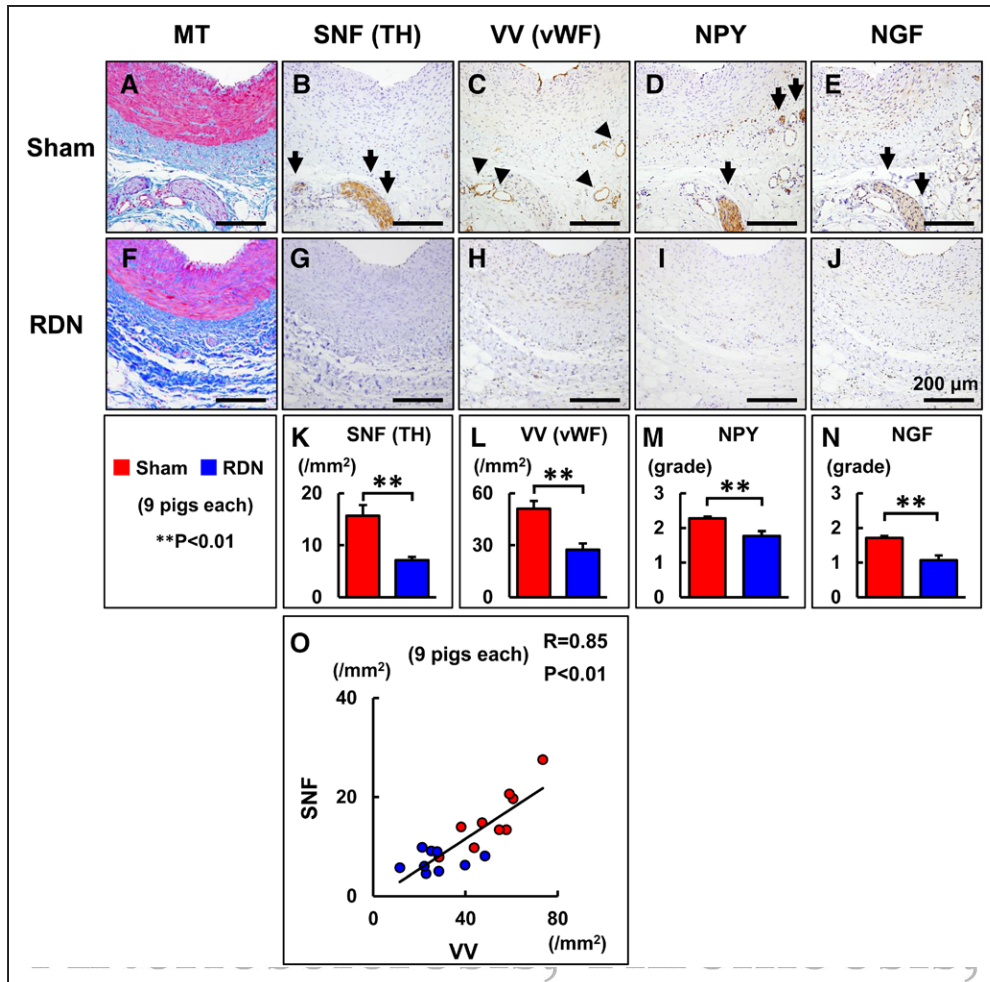 MT SNF (TH) VV (vWF) NPY NGF
Sham A B C D E
RDN F G H I J
200 μm
Sham RDN
(9 pigs each)
**P<0.01
K SNF (TH)
(/mm²)
**
20
10
0
L VV (vWF)
(/mm²)
**
60
30
0
M NPY
(grade)
**
3
2
1
0
N NGF
(grade)
**
3
2
1
0
O (9 pigs each) R=0.85
(/mm²) P<0.01
40
20
0
SNF
0 40 80
VV (/mm²)